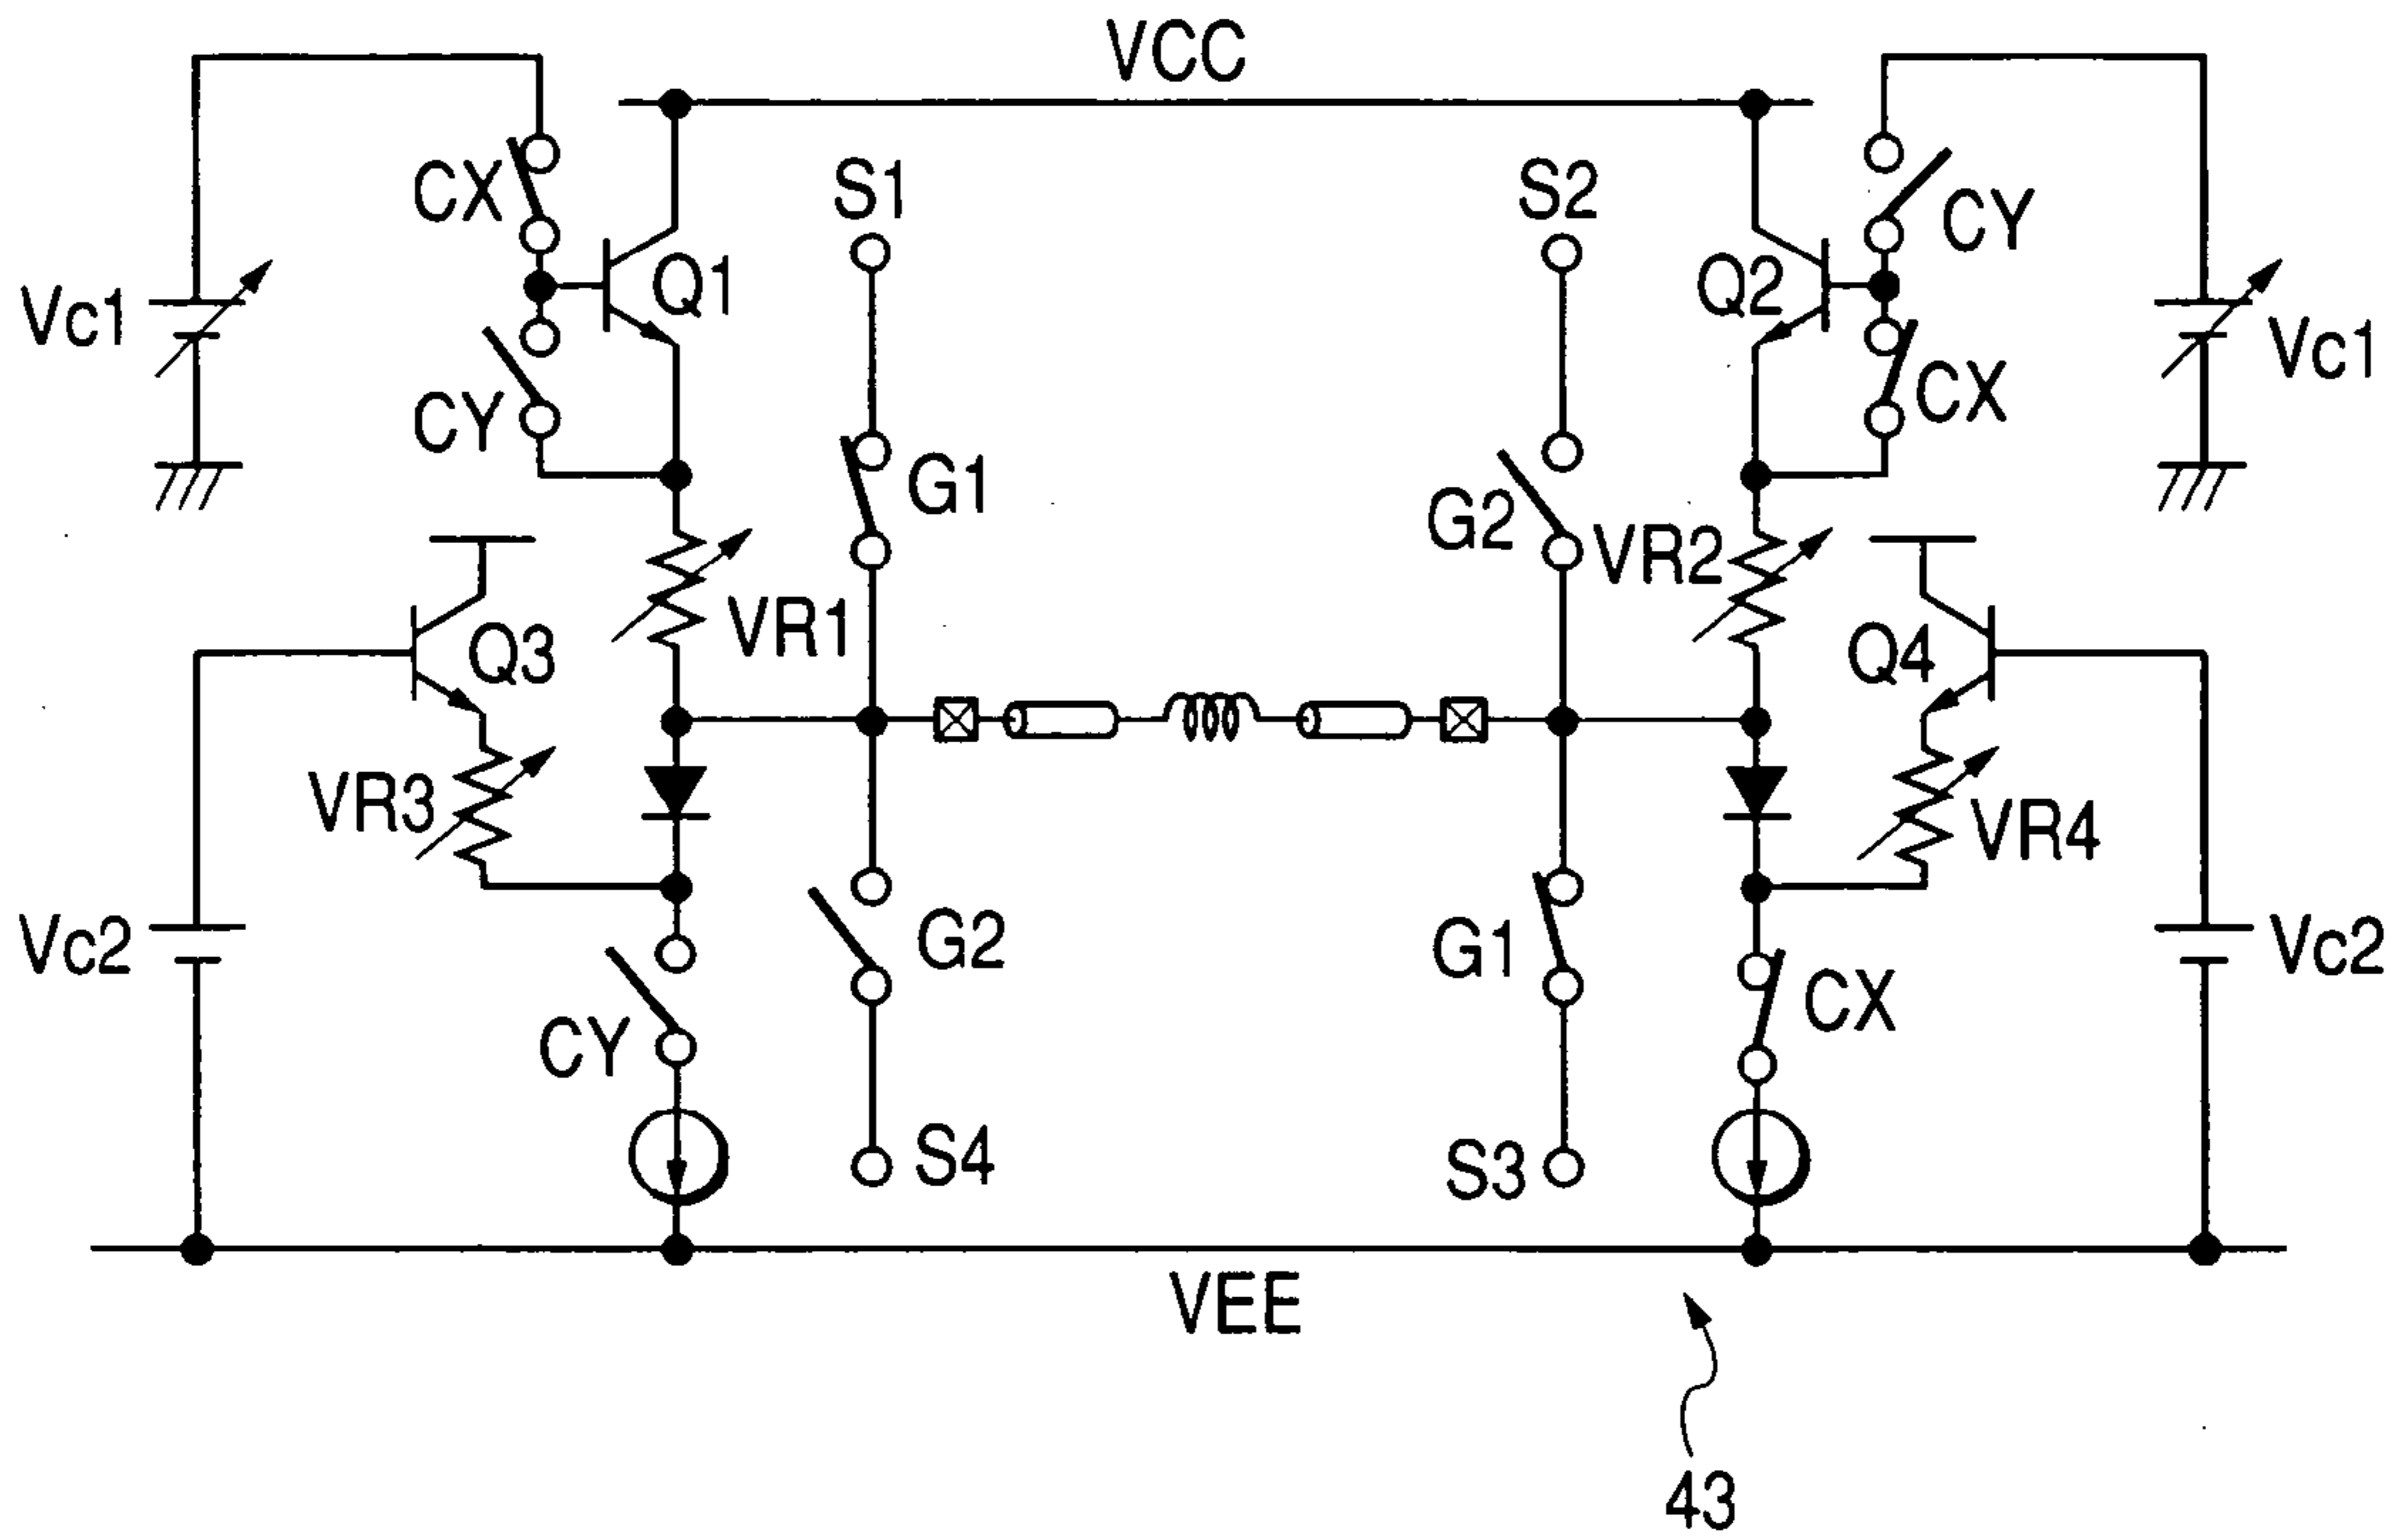 VCC
CX
S1
S2
CY
Q1
Q2
Vc1
Vc1
CY
CX
G1
G2
VR2
VR1
Q3
Q4
VR3
VR4
Vc2
G2
G1
Vc2
CY
CX
S4
S3
VEE
43